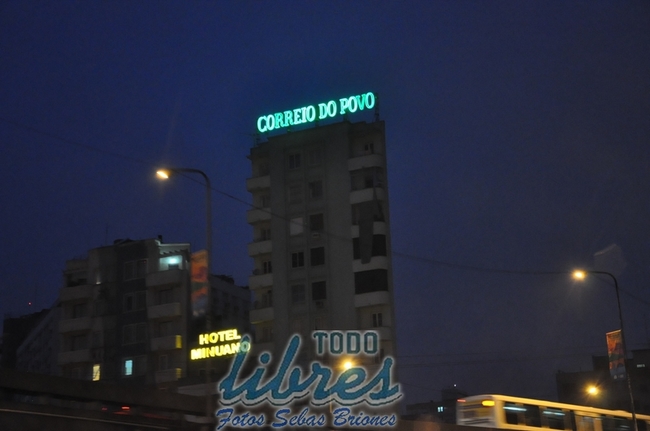 CORREIO DO POVO
HOTEL
MINUANO
TODO
libres
Fotos Sebas Briones